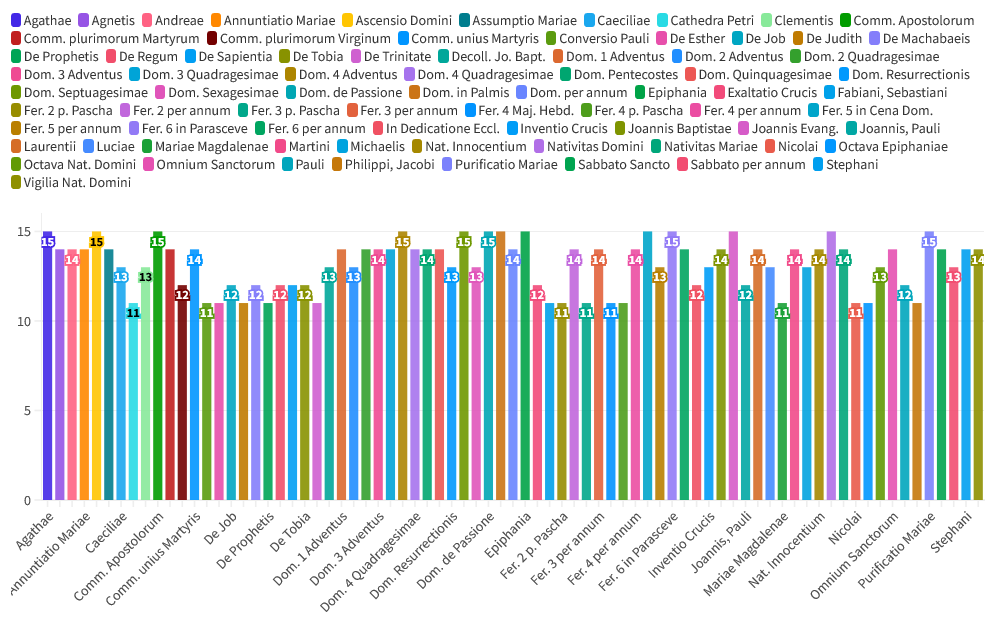 Agathae Agnetis Andreae Annuntiatio Mariae Ascensio Domini Assumptio Mariae Caeciliae Cathedra Petri Clementis Comm. Apostolorum
Comm. plurimorum Martyrum Comm. plurimorum Virginum Comm. unius Martyris Conversio Pauli De Esther De Job De Judith De Machabaeis
De Prophetis De Regum De Sapientia De Tobia De Trinitate Decoll. Jo. Bapt. Dom. 1 Adventus Dom. 2 Adventus Dom. 2 Quadragesimae
Dom. 3 Adventus Dom. 3 Quadragesimae Dom. 4 Adventus Dom. 4 Quadragesimae Dom. Pentecostes Dom. Quinquagesimae Dom. Resurrectionis
Dom. Septuagesimae Dom. Sexagesimae Dom. de Passione Dom. in Palmis Dom. per annum Epiphania Exaltatio Crucis Fabiani, Sebastiani
Fer. 2 p. Pascha Fer. 2 per annum Fer. 3 p. Pascha Fer. 3 per annum Fer. 4 Maj. Hebd. Fer. 4 p. Pascha Fer. 4 per annum Fer. 5 in Cena Dom.
Fer. 5 per annum Fer. 6 in Parasceve Fer. 6 per annum In Dedicatione Eccl. Inventio Crucis Joannis Baptistae Joannis Evang. Joannis, Pauli
Laurentii Luciae Mariae Magdalenae Martini Michaelis Nat. Innocentium Nativitas Domini Nativitas Mariae Nicolai Octava Epiphaniae
Octava Nat. Domini Omnium Sanctorum Pauli Philippi, Jacobi Purificatio Mariae Sabbato Sancto Sabbato per annum Stephani
Vigilia Nat. Domini
15
10
5
0
15 14 15 13 11 13 15 12 14 11 12 12 12 12 13 13 14 15 14 13 15 13 15 14 12 11 14 11 14 11 14 13 15 12 14 12 14 11 14 14 14 11 13 12 15 13 14
Agathae
Annuntiatio Mariae
Caeciliae
Comm. Apostolorum
Comm. unius Martyris
De Job
De Prophetis
De Tobia
Dom. 1 Adventus
Dom. 3 Adventus
Dom. 4 Quadragesimae
Dom. Resurrectionis
Dom. de Passione
Epiphania
Fer. 2 p. Pascha
Fer. 3 per annum
Fer. 4 per annum
Fer. 6 in Parasceve
Inventio Crucis
Joannis, Pauli
Mariae Magdalenae
Nat. Innocentium
Nicolai
Omnium Sanctorum
Purificatio Mariae
Stephani